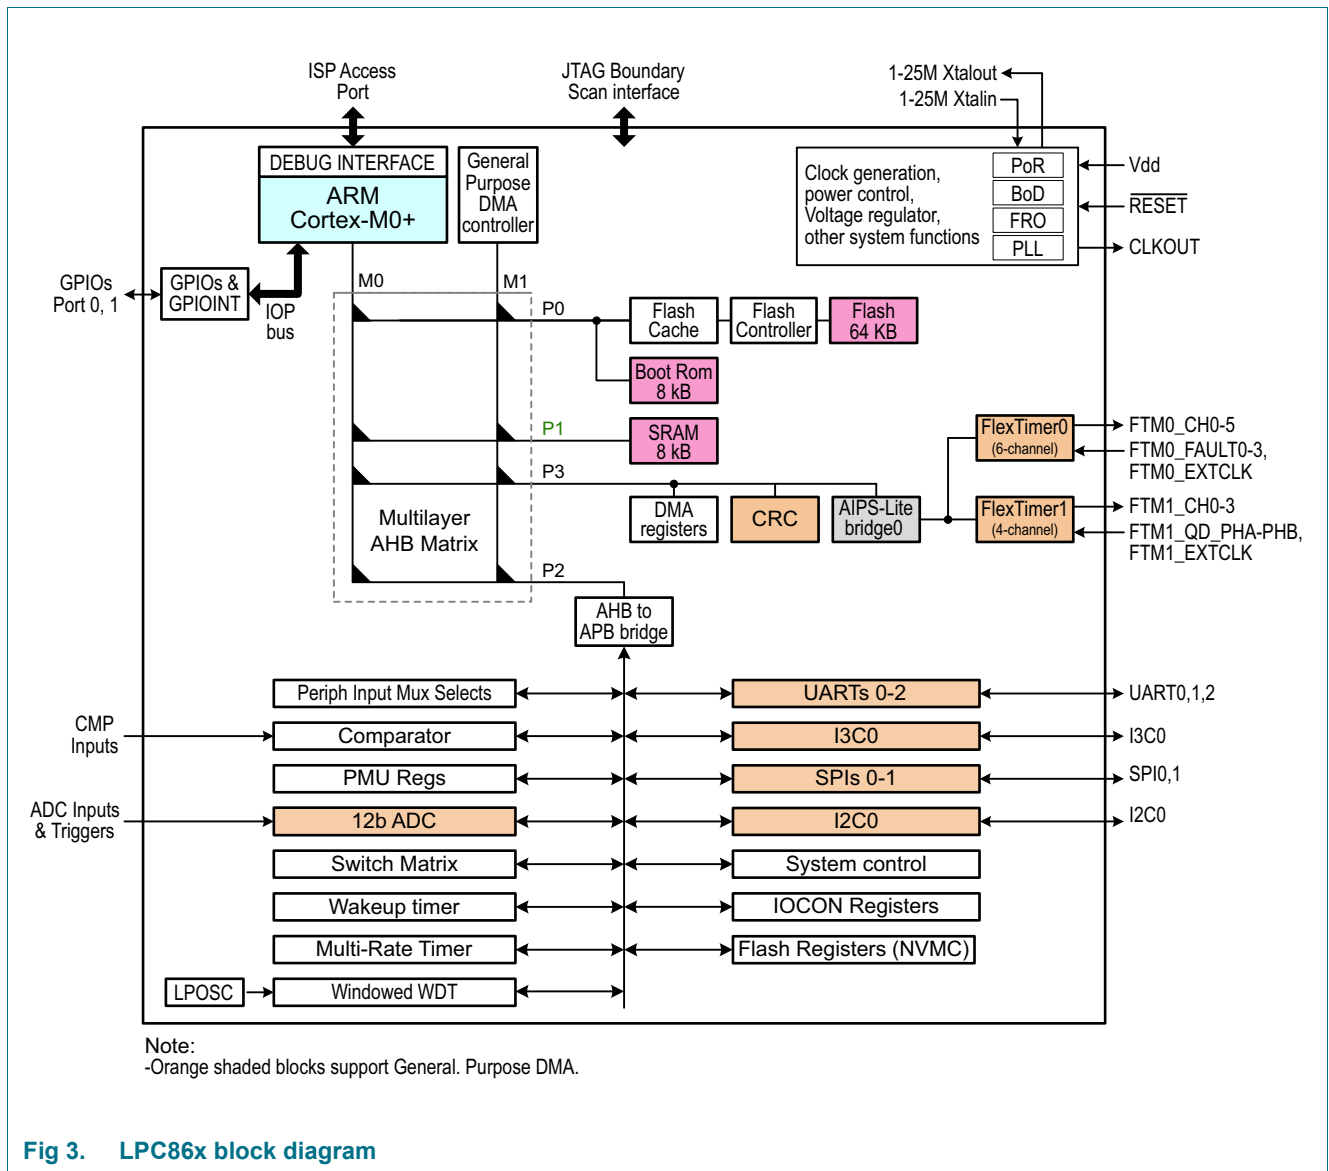 ISP Access
Port
JTAG Boundary
Scan interface
1-25M Xtalout
1-25M Xtalin
DEBUG INTERFACE
ARM
Cortex-M0+
General
Purpose
DMA
controller
Clock generation,
power control,
Voltage regulator,
other system functions
PoR
BoD
FRO
PLL
Vdd
RESET
CLKOUT
GPIOs
Port 0, 1
GPIOs &
GPIOINT
IOP
bus
M0
M1
P0
Flash
Cache
Flash
Controller
Flash
64 KB
Boot Rom
8 kB
P1
SRAM
8 kB
P3
DMA
registers
CRC
AIPS-Lite
bridge0
FlexTimer0
(6-channel)
FTM0_CH0-5
FTM0_FAULT0-3,
FTM0_EXTCLK
FlexTimer1
(4-channel)
FTM1_CH0-3
FTM1_QD_PHA-PHB,
FTM1_EXTCLK
Multilayer
AHB Matrix
P2
AHB to
APB bridge
Periph Input Mux Selects
UARTs 0-2
UART0,1,2
CMP
Inputs
Comparator
I3C0
I3C0
PMU Regs
SPIs 0-1
SPI0,1
ADC Inputs
& Triggers
12b ADC
I2C0
I2C0
Switch Matrix
System control
Wakeup timer
IOCON Registers
Multi-Rate Timer
Flash Registers (NVMC)
LPOSC
Windowed WDT
Note:
-Orange shaded blocks support General. Purpose DMA.
Fig 3. LPC86x block diagram